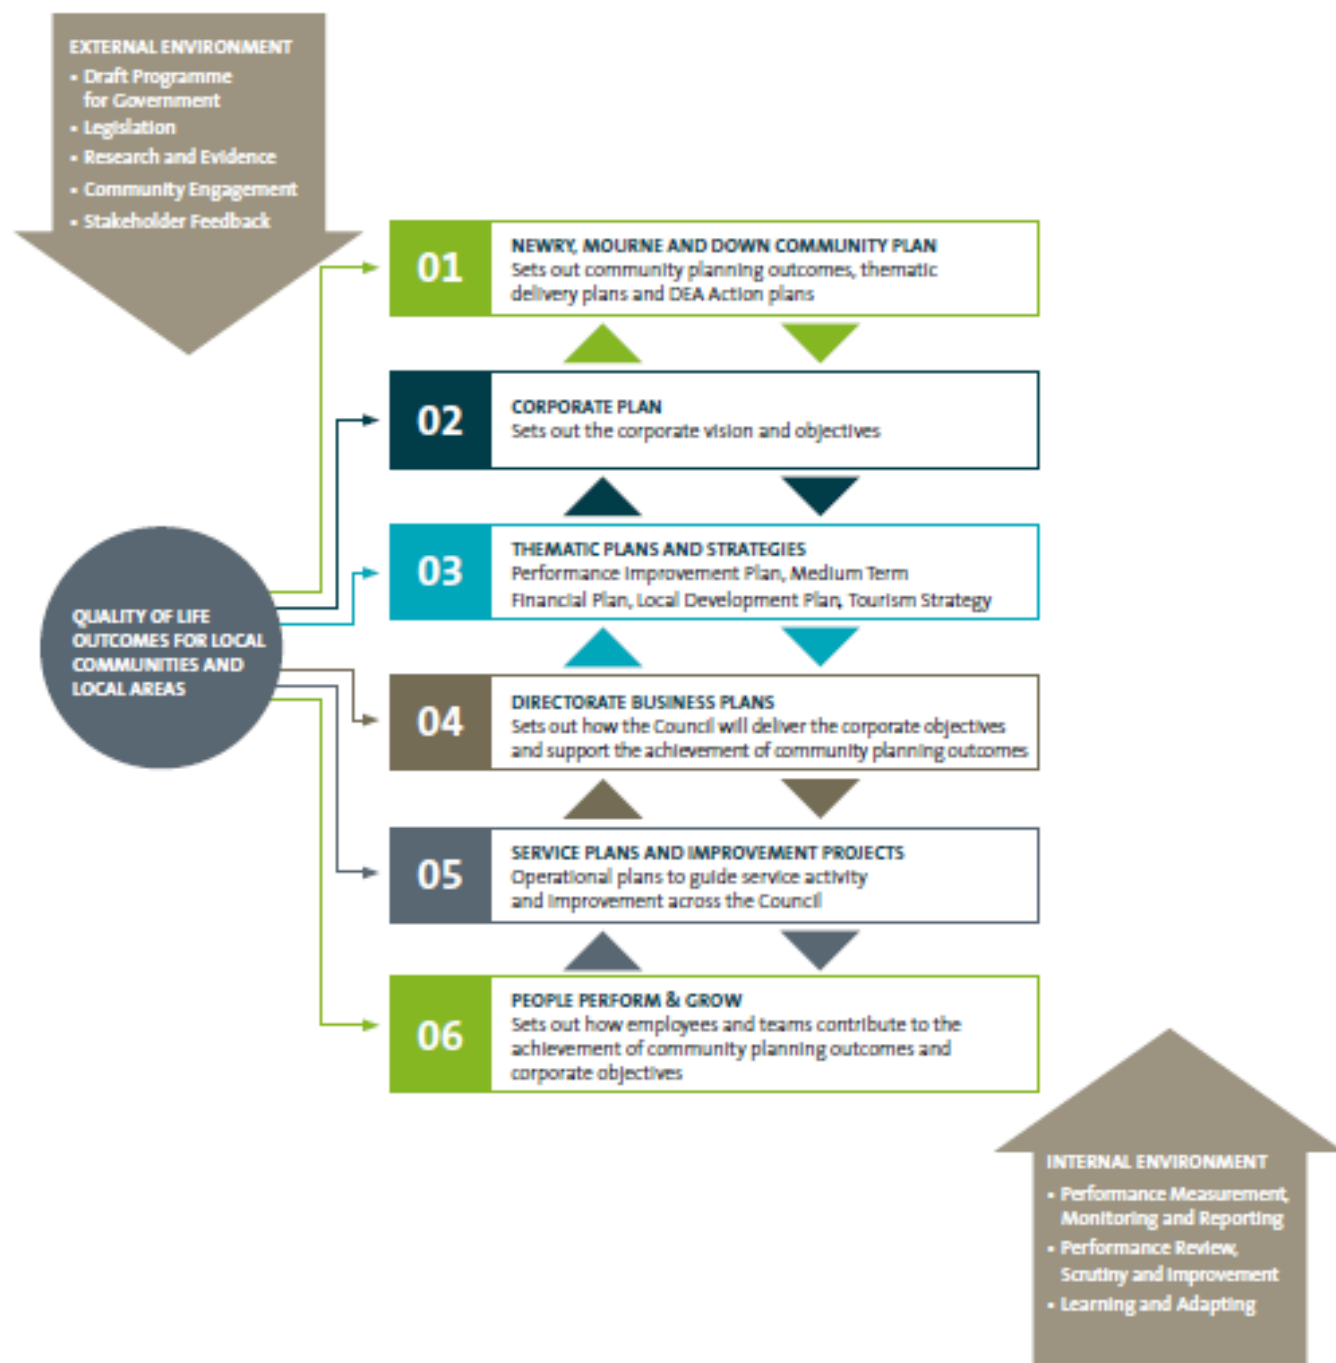 EXTERNAL ENVIRONMENT
▪ Draft Programme
for Government
▪ Legislation
▪ Research and Evidence
▪ Community Engagement
▪ Stakeholder Feedback
01
NEWRY, MOURNE AND DOWN COMMUNITY PLAN
Sets out community planning outcomes, thematic
delivery plans and DEA Action plans
02
CORPORATE PLAN
Sets out the corporate vision and objectives
03
THEMATIC PLANS AND STRATEGIES
Performance Improvement Plan, Medium Term
Financial Plan, Local Development Plan, Tourism Strategy
QUALITY OF LIFE
OUTCOMES FOR LOCAL
COMMUNITIES AND
LOCAL AREAS
04
DIRECTORATE BUSINESS PLANS
Sets out how the Council will deliver the corporate objectives
and support the achievement of community planning outcomes
05
SERVICE PLANS AND IMPROVEMENT PROJECTS
Operational plans to guide service activity
and improvement across the Council
06
PEOPLE PERFORM & GROW
Sets out how employees and teams contribute to the
achievement of community planning outcomes and
corporate objectives
INTERNAL ENVIRONMENT
▪ Performance Measurement,
Monitoring and Reporting
▪ Performance Review,
Scrutiny and Improvement
▪ Learning and Adapting